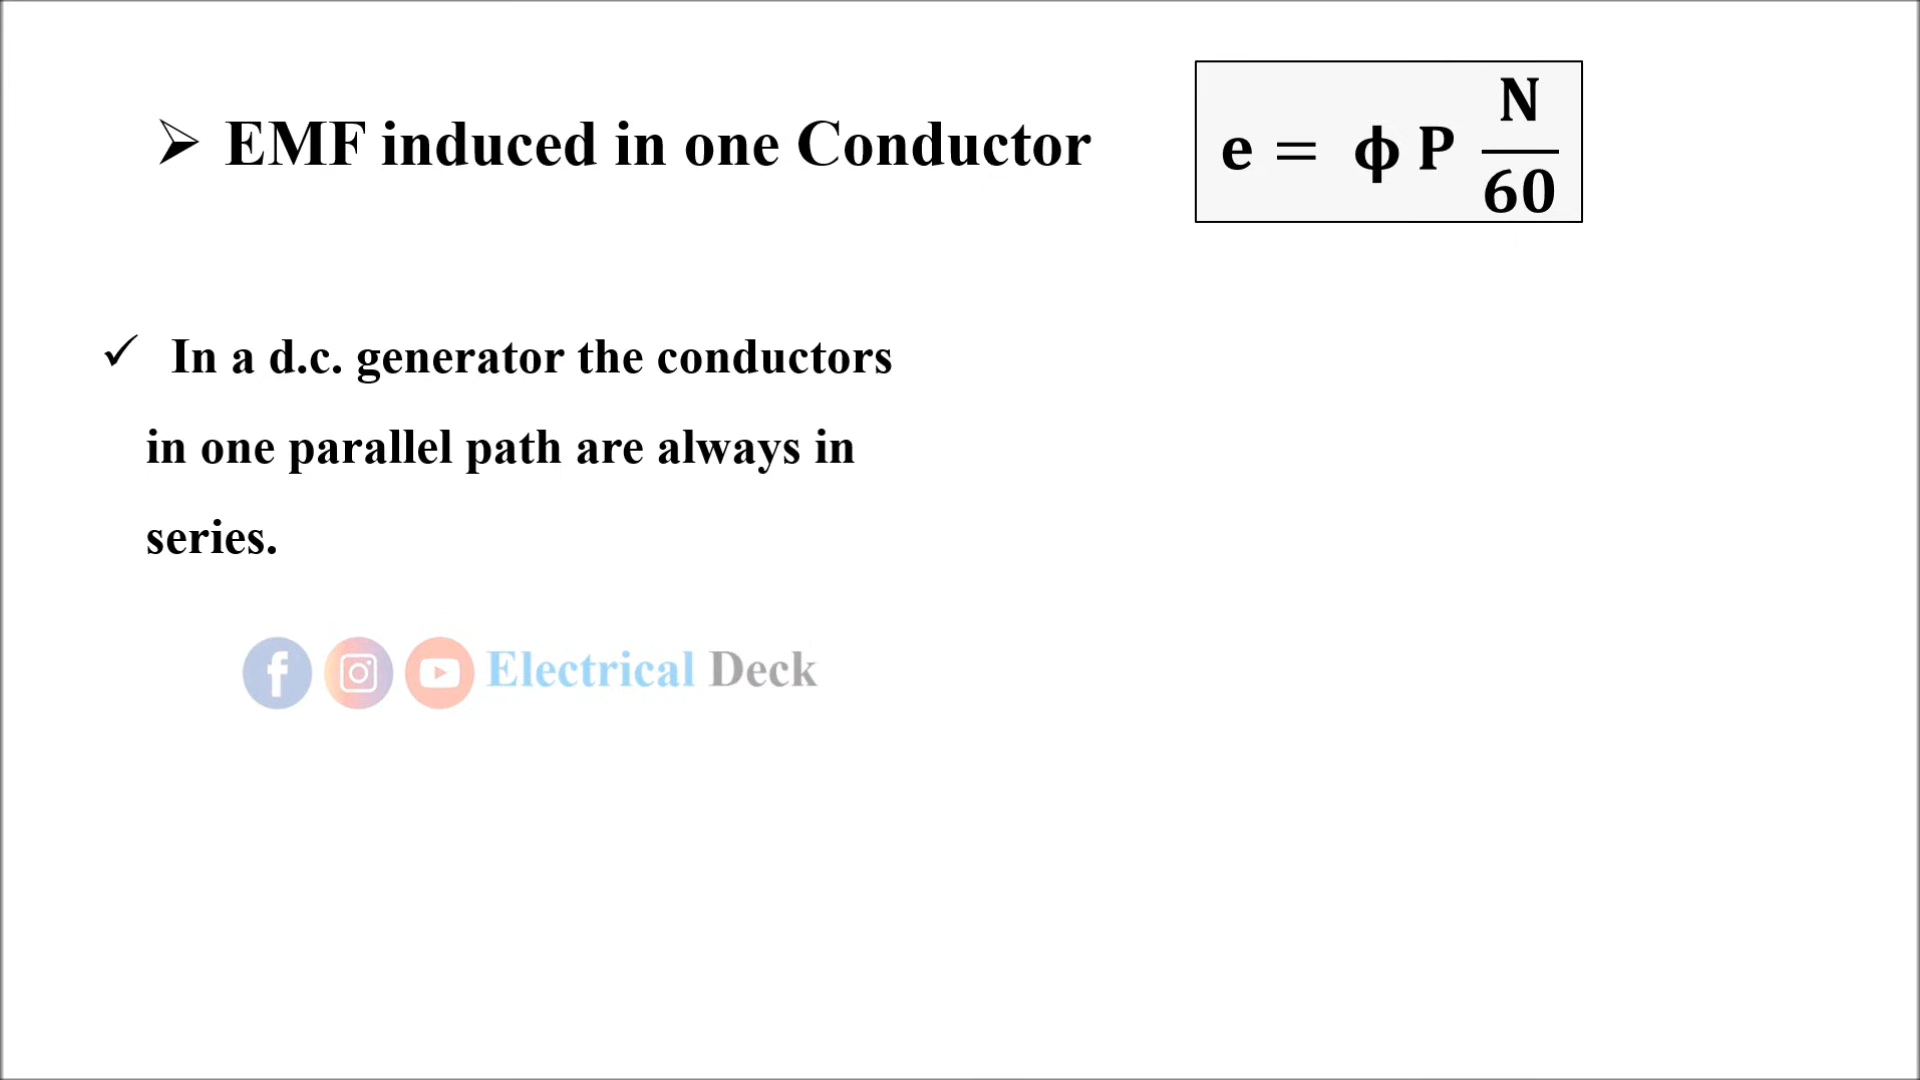 ➢ EMF induced in one Conductor
e = ϕ P N/60
✓ In a d.c. generator the conductors
in one parallel path are always in
series.
Electrical Deck